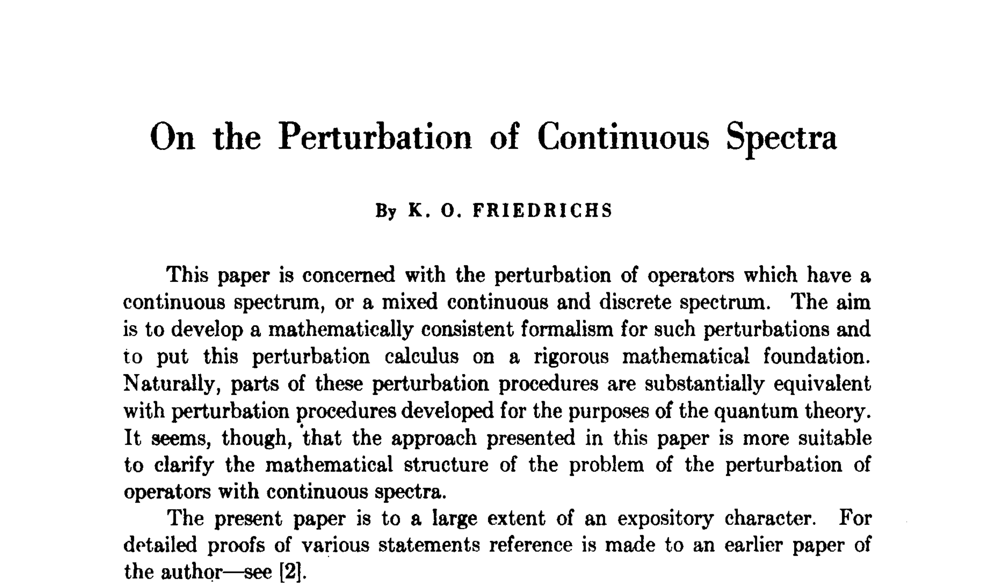 On the Perturbation of Continuous Spectra
By K. O. FRIEDRICHS
This paper is concerned with the perturbation of operators which have a
continuous spectrum, or a mixed continuous and discrete spectrum. The aim
is to develop a mathematically consistent formalism for such perturbations and
to put this perturbation calculus on a rigorous mathematical foundation.
Naturally, parts of these perturbation procedures are substantially equivalent
with perturbation procedures developed for the purposes of the quantum theory.
It seems, though, that the approach presented in this paper is more suitable
to clarify the mathematical structure of the problem of the perturbation of
operators with continuous spectra.
The present paper is to a large extent of an expository character. For
detailed proofs of various statements reference is made to an earlier paper of
the author—see [2].